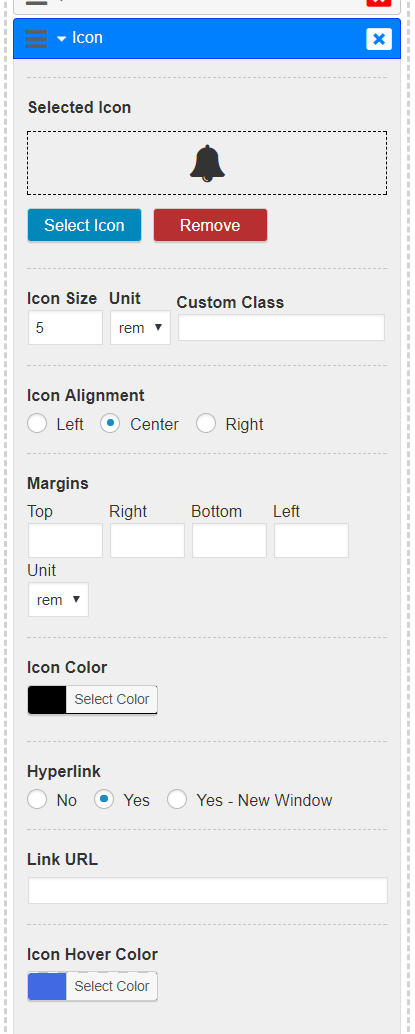 Icon
Selected Icon
Select Icon Remove
Icon Size Unit Custom Class
5 rem
Icon Alignment
Left Center Right
Margins
Top Right Bottom Left
Unit
rem
Icon Color
Select Color
Hyperlink
No Yes Yes - New Window
Link URL
Icon Hover Color
Select Color